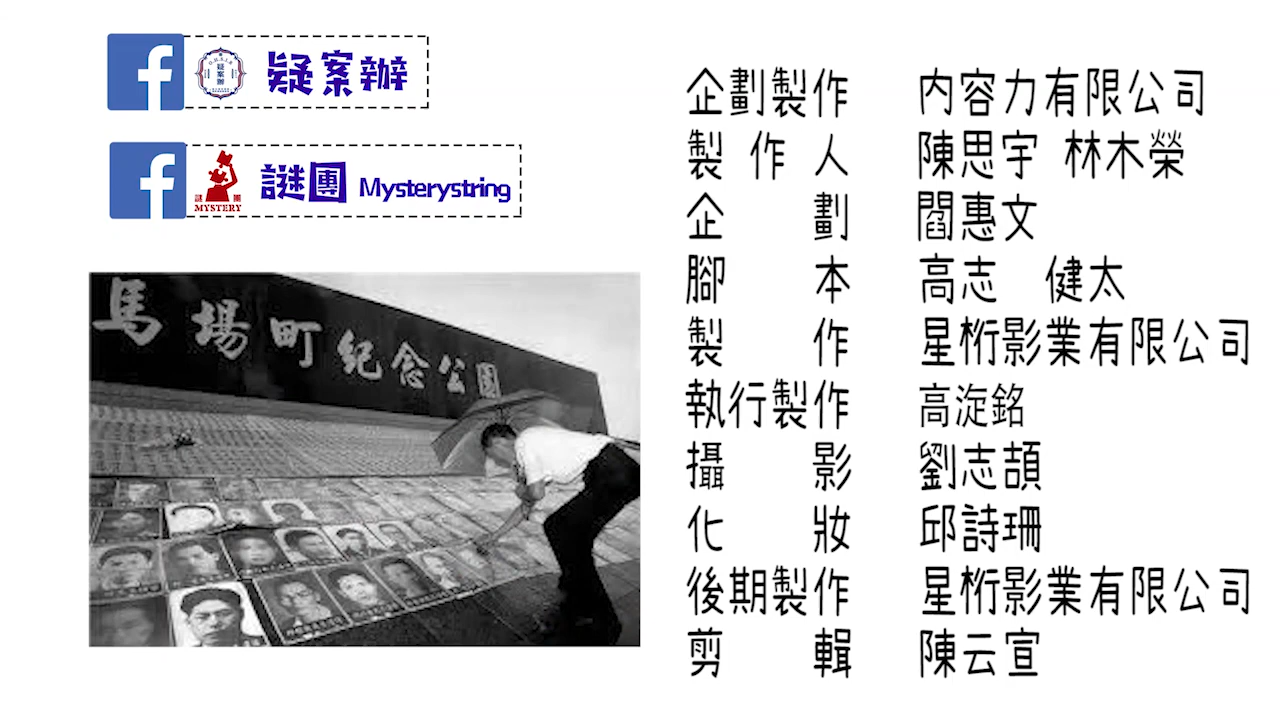 疑案辦
謎團 Mysterystring
謎團
MYSTERY
馬場町紀念公園
企劃製作 內容力有限公司
製作人 陳思宇 林木榮
企劃 閻惠文
腳本 高志 健太
製作 星桁影業有限公司
執行製作 高淀銘
攝影 劉志頡
化妝 邱詩珊
後期製作 星桁影業有限公司
剪輯 陳云宣